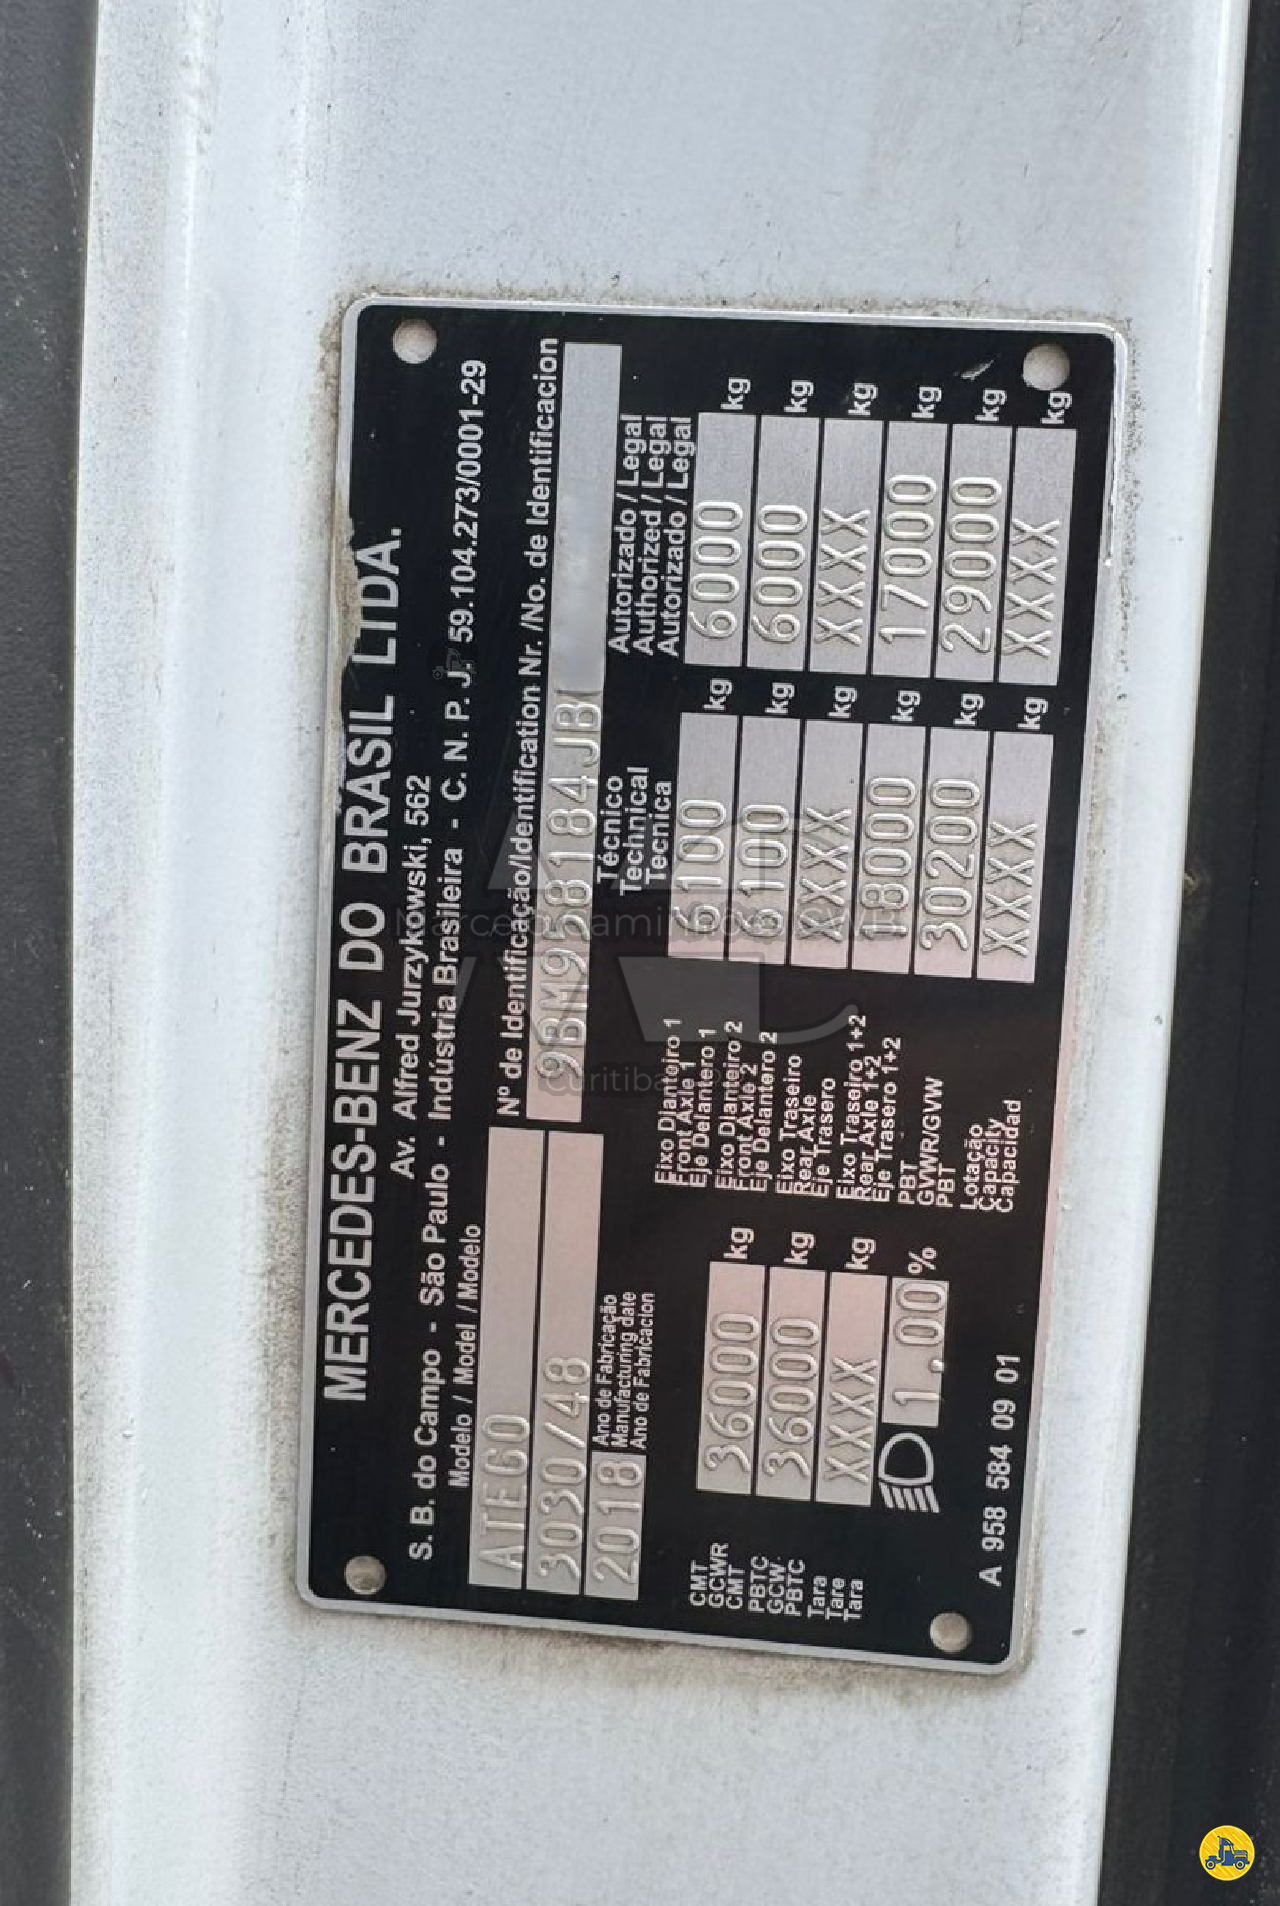 MERCEDES-BENZ DO BRASIL LTDA.
Av. Alfred Jurzykowski, 562
S. B. do Campo - São Paulo - Indústria Brasileira - C. N. P. J. 59.104.273/0001-29
Modelo / Model / Modelo
Nº de Identificação/Identification Nr. /No. de Identificacion
ATEGO
9BM958184JB
3030/48
2018
Ano de Fabricação
Manufacturing date
Ano de Fabricacion
Técnico
Technical
Tecnica
Autorizado / Legal
Authorized / Legal
Autorizado / Legal
CMT
GCWR
CMT
36000 kg
Eixo Dianteiro 1
Front Axle 1
Eje Delantero 1
6100 kg
6000 kg
PBTC
GCW.
PBTC
36000 kg
Eixo Dianteiro 2
Front Axle 2
Eje Delantero 2
6100 kg
6000 kg
Tara
Tare
Tara
XXXX kg
Eixo Traseiro
Rear Axle
Eje Trasero
XXXX kg
XXXX kg
1.00 %
Eixo Traseiro 1+2
Rear Axle 1+2
Eje Trasero 1+2
18000 kg
17000 kg
PBT
GVWR/GVW
PBT
30200 kg
29000 kg
Lotação
Capacity
Capacidad
XXXX kg
XXXX kg
A 958 584 09 01
Marcelo Caminhões CWB
Curitiba